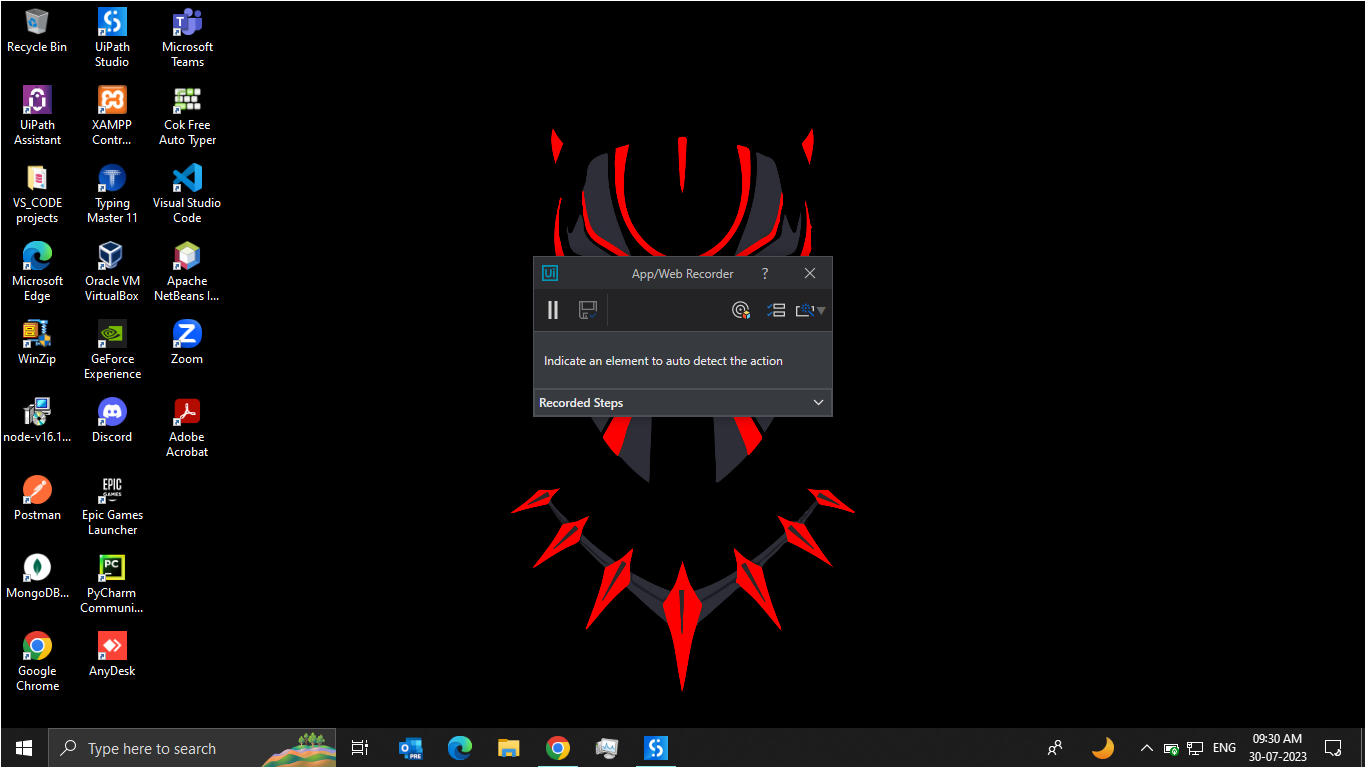 Recycle Bin
UiPath
Studio
Microsoft
Teams
UiPath
Assistant
XAMPP
Contr...
Cok Free
Auto Typer
VS_CODE
projects
Typing
Master 11
Visual Studio
Code
Microsoft
Edge
Oracle VM
VirtualBox
Apache
NetBeans I...
WinZip
GeForce
Experience
Zoom
node-v16.1...
Discord
Adobe
Acrobat
Postman
EPIC
GAMES
Epic Games
Launcher
MongoDB...
PC
PyCharm
Communi...
Google
Chrome
AnyDesk
Ui
App/Web Recorder
?
Indicate an element to auto detect the action
Recorded Steps
Type here to search
PRE
ENG
09:30 AM
30-07-2023